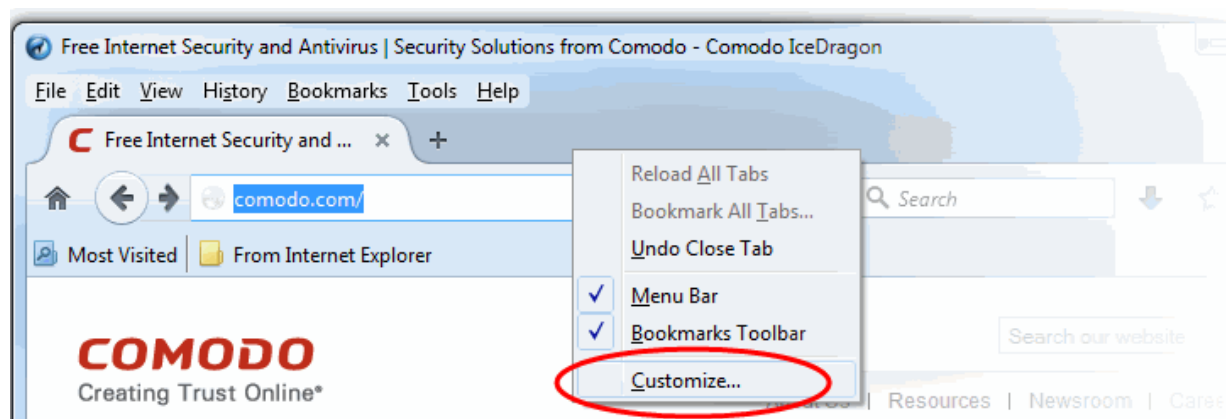 Free Internet Security and Antivirus | Security Solutions from Comodo - Comodo IceDragon
File Edit View History Bookmarks Tools Help
Free Internet Security and ...
Reload All Tabs
comodo.com/
Search
Bookmark All Tabs...
Most Visited
From Internet Explorer
Undo Close Tab
Menu Bar
Bookmarks Toolbar
Search our website
COMODO
Creating Trust Online®
Customize...
| Resources | Newsroom |